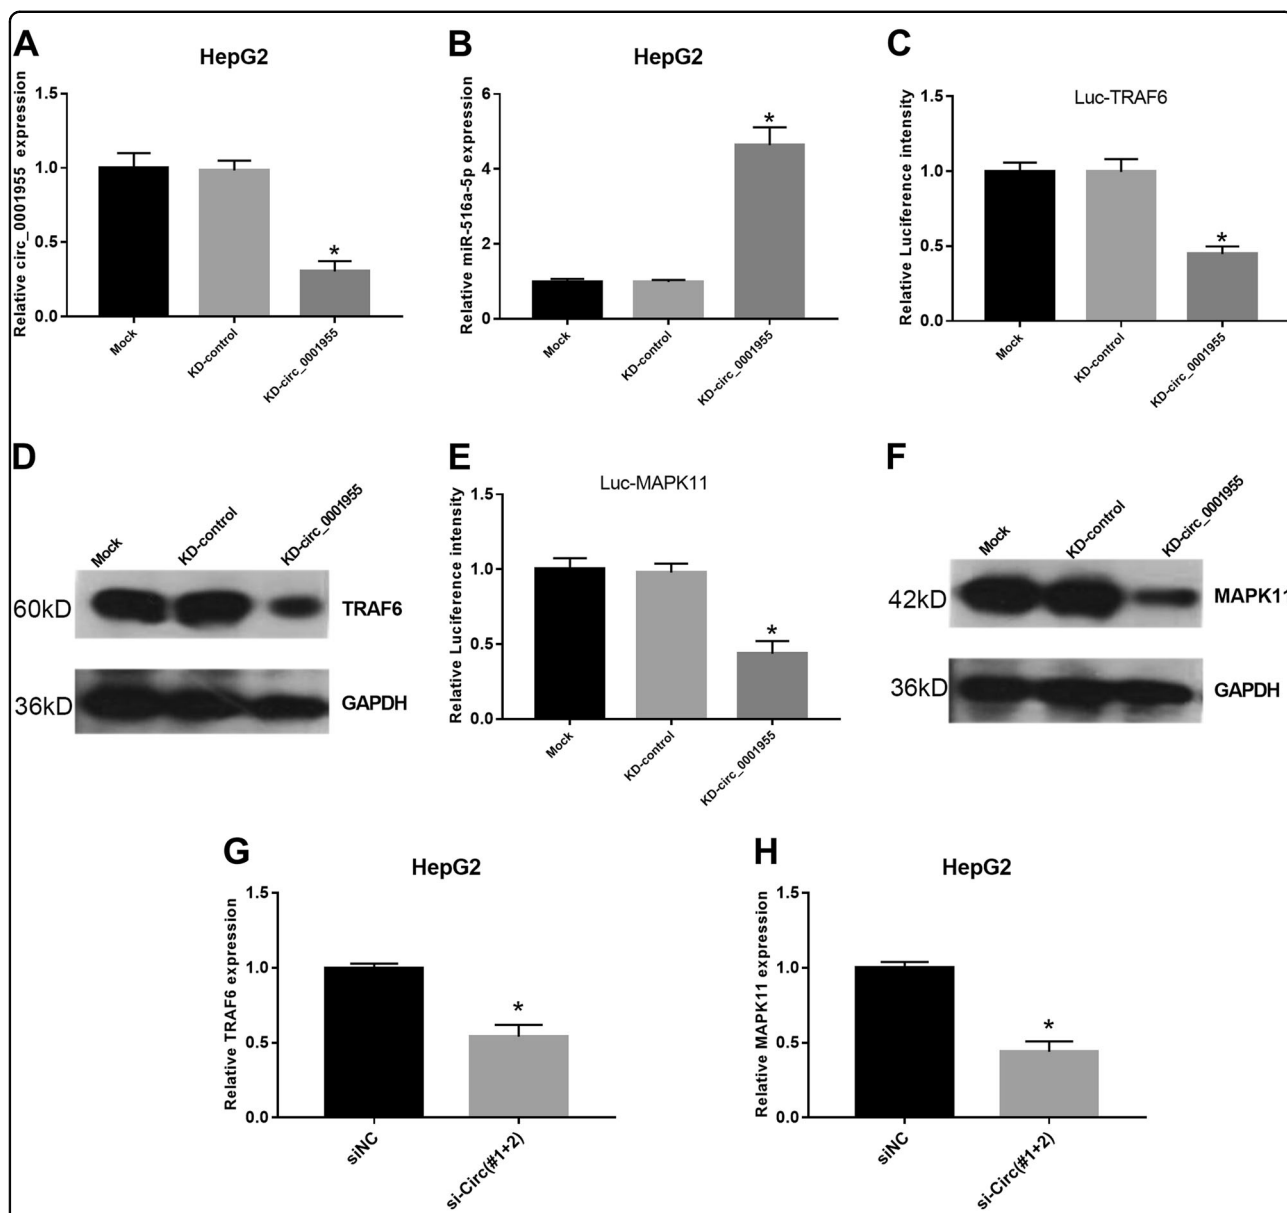 A
HepG2
Relative circ_0001955 expression
1.5
1.0
0.5
0.0
*
Mock
KD-control
KD-circ_0001955
B
HepG2
Relative miR-516a-5p expression
6
4
2
0
*
Mock
KD-control
KD-circ_0001955
C
Luc-TRAF6
Relative Luciference intensity
1.5
1.0
0.5
0.0
*
Mock
KD-control
KD-circ_0001955
D
Mock
KD-control
KD-circ_0001955
60kD
TRAF6
36kD
GAPDH
E
Luc-MAPK11
Relative Luciference intensity
1.5
1.0
0.5
0.0
*
Mock
KD-control
KD-circ_0001955
F
Mock
KD-control
KD-circ_0001955
42kD
MAPK11
36kD
GAPDH
G
HepG2
Relative TRAF6 expression
1.5
1.0
0.5
0.0
*
siNC
si-Circ(#1+2)
H
HepG2
Relative MAPK11 expression
1.5
1.0
0.5
0.0
*
siNC
si-Circ(#1+2)